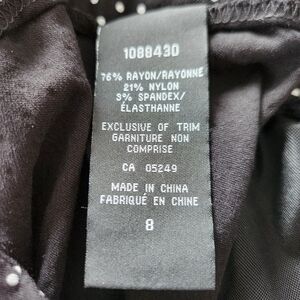 1088430
76% RAYON/RAYONNE
21% NYLON
3% SPANDEX/
ÉLASTHANNE
EXCLUSIVE OF TRIM
GARNITURE NON
COMPRISE
CA 05249
MADE IN CHINA
FABRIQUÉ EN CHINE
8